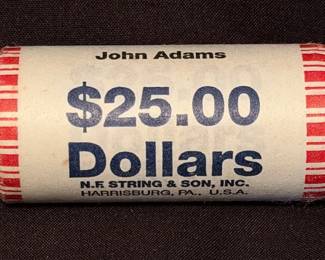 John Adams
$25.00
Dollars
N.F. STRING & SON, INC.
HARRISBURG, PA., U.S.A.